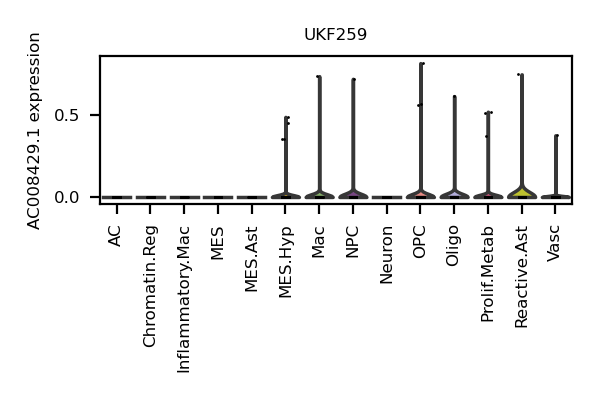 UKF259
AC008429.1 expression
0.5
0.0
AC
Chromatin.Reg
Inflammatory.Mac
MES
MES.Ast
MES.Hyp
Mac
NPC
Neuron
OPC
Oligo
Prolif.Metab
Reactive.Ast
Vasc